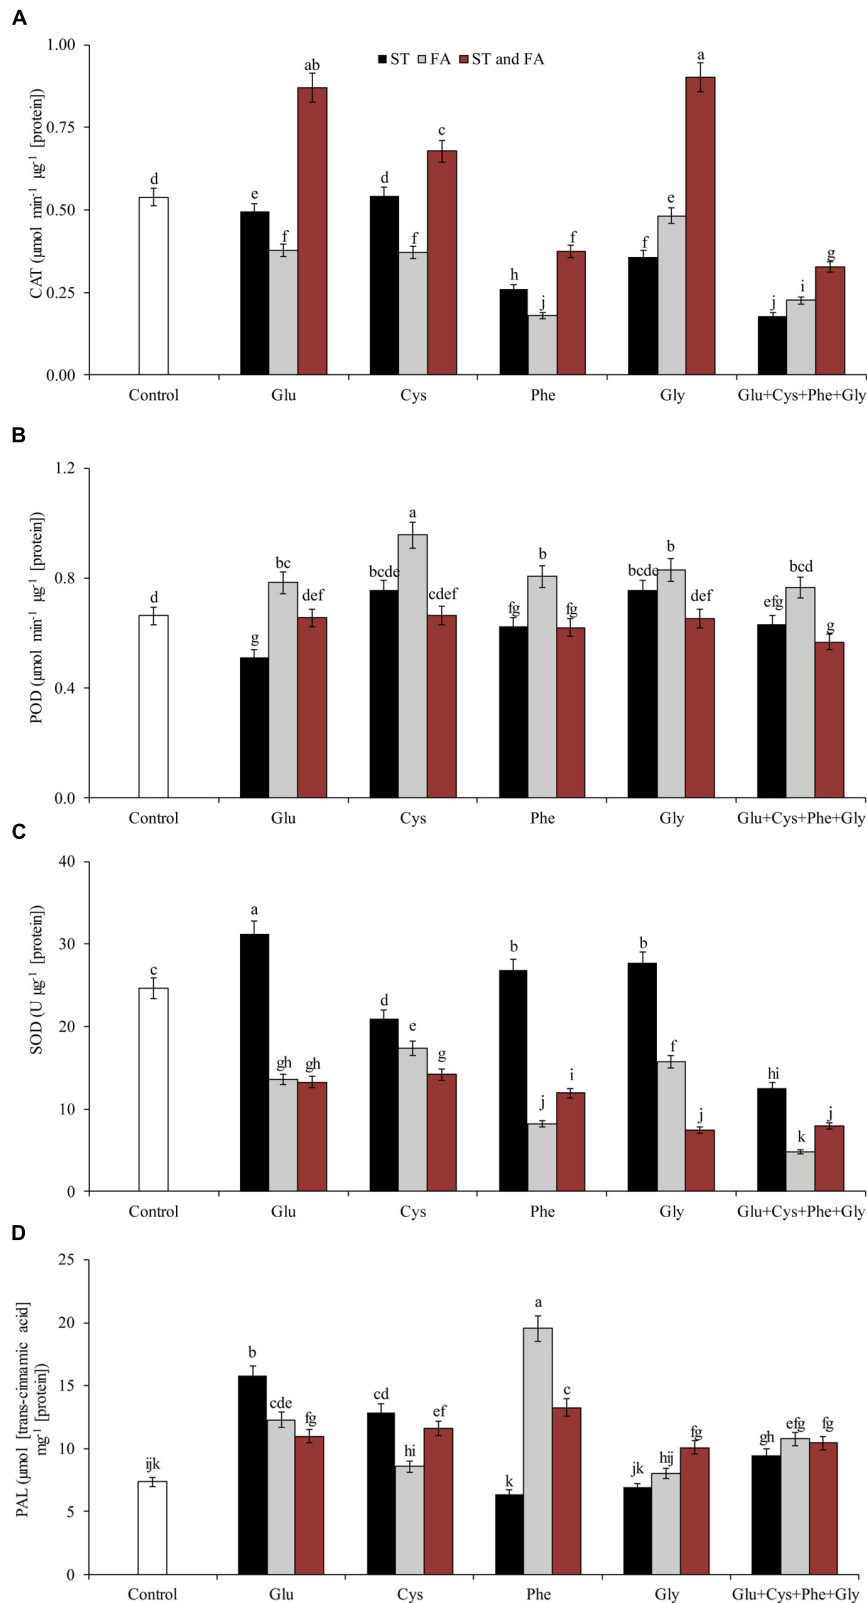 A
1.00
ST FA ST and FA
0.75
0.50
0.25
0.00
CAT (µmol min-1 µg-1 [protein])
d
e
f
ab
d
f
c
h
j
f
f
e
a
j
i
g
Control Glu Cys Phe Gly Glu+Cys+Phe+Gly
B
1.2
0.8
0.4
0.0
POD (µmol min-1 µg-1 [protein])
d
g
bc
def
bcde
a
cdef
fg
b
fg
bcde
b
def
efg
bcd
g
Control Glu Cys Phe Gly Glu+Cys+Phe+Gly
C
40
30
20
10
0
SOD (U µg-1 [protein])
c
a
gh
gh
d
e
g
b
j
i
b
f
j
hi
k
j
Control Glu Cys Phe Gly Glu+Cys+Phe+Gly
D
25
20
15
10
5
0
PAL (µmol [trans-cinnamic acid]
mg-1 [protein])
ijk
b
cde
fg
cd
hi
ef
k
a
c
jk
hij
fg
gh
efg
fg
Control Glu Cys Phe Gly Glu+Cys+Phe+Gly